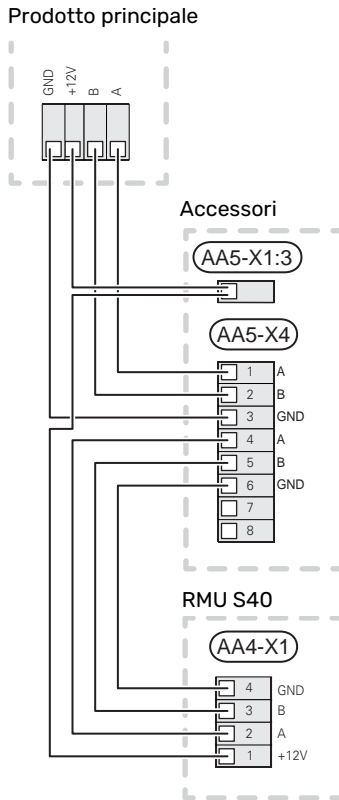 Prodotto principale
GND
+12V
B
A
Accessori
AA5-X1:3
AA5-X4
1 A
2 B
3 GND
4 A
5 B
6 GND
7
8
RMU S40
AA4-X1
4 GND
3 B
2 A
1 +12V